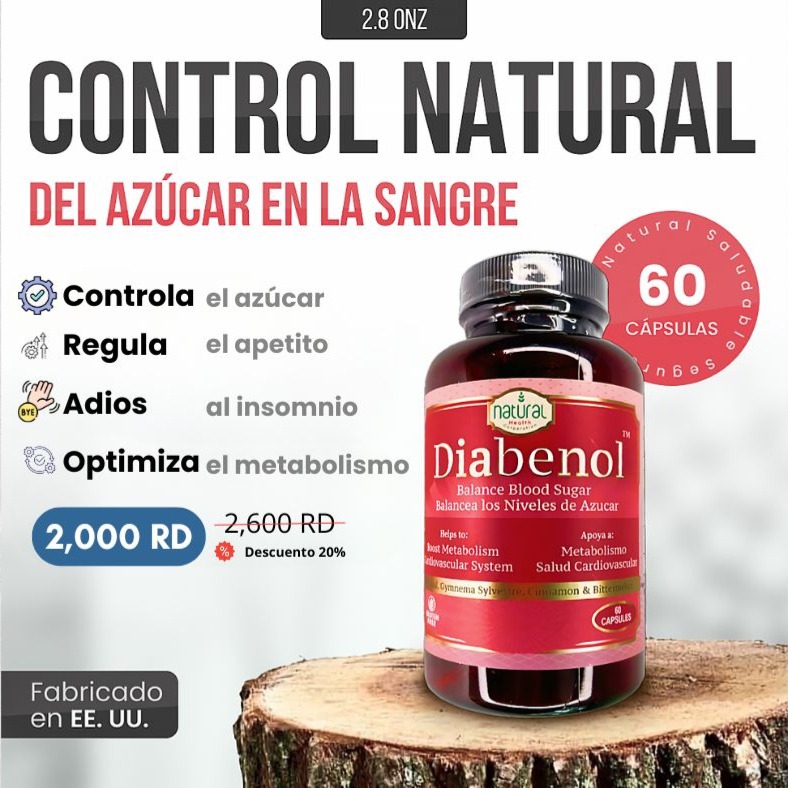 2.8 ONZ
CONTROL NATURAL
DEL AZÚCAR EN LA SANGRE
Controla el azúcar
Regula el apetito
BYE
Adios al insomnio
Optimiza el metabolismo
2,000 RD
2,600 RD
% Descuento 20%
Natural Saludable Seguro
60
CÁPSULAS
natural
Health
Corporation
Diabenol™
Balance Blood Sugar
Balancea los Niveles de Azucar
Helps to:
Boost Metabolism
Cardiovascular System
Apoya a:
Metabolismo
Salud Cardiovascular
Gymnema Sylvestre, Cinnamon & Bitter
60
CAPSULES
Fabricado
en EE. UU.